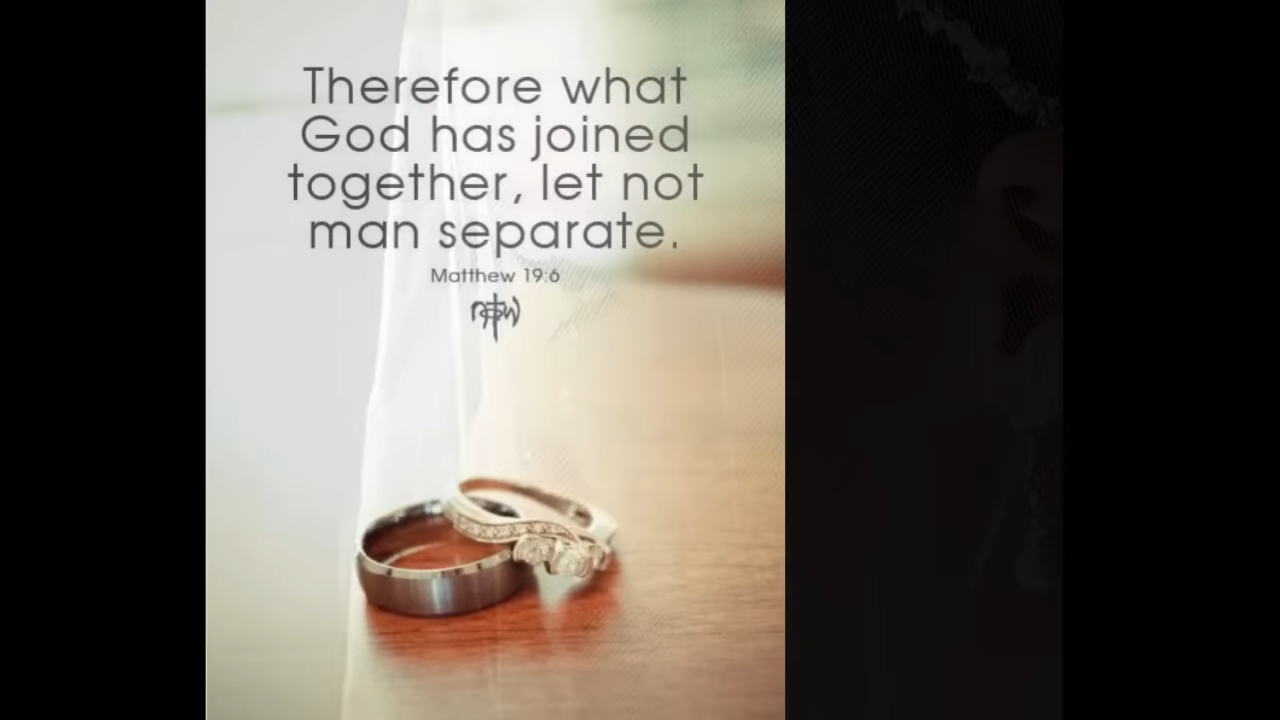 Therefore what
God has joined
together, let not
man separate.
Matthew 19:6